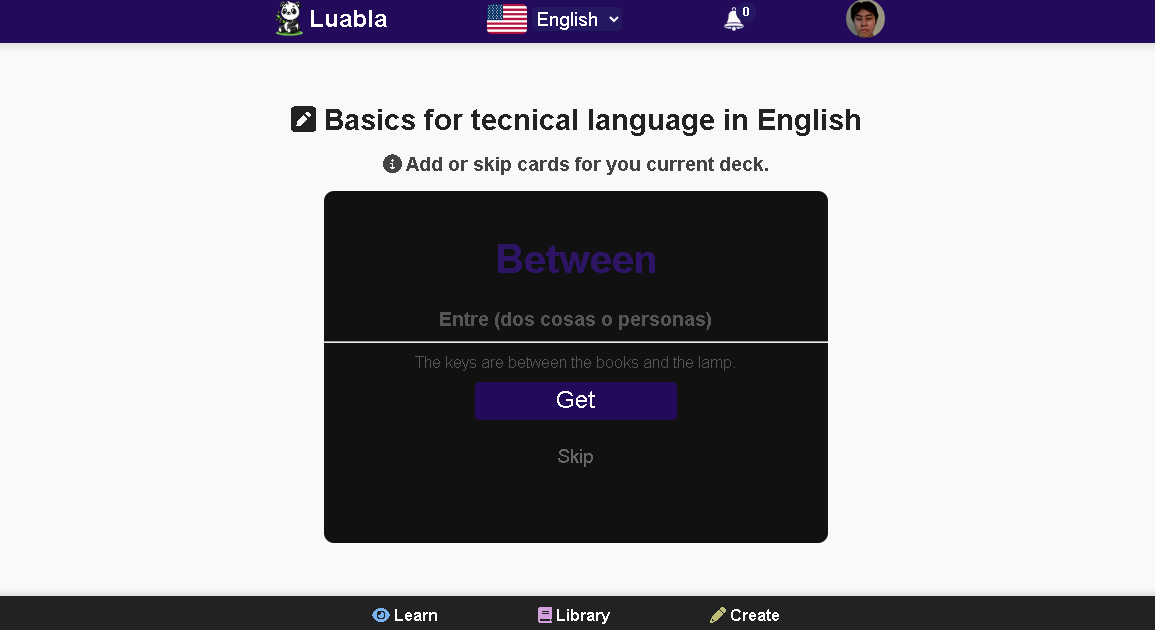 Luabla
English
0
Basics for tecnical language in English
Add or skip cards for you current deck.
Between
Entre (dos cosas o personas)
The keys are between the books and the lamp.
Get
Skip
Learn
Library
Create